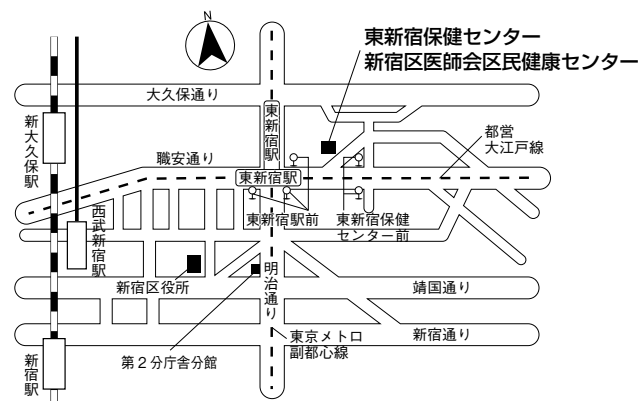 N
東新宿保健センター
新宿区医師会区民健康センター
大久保通り
東新宿駅
新大久保駅
都営
大江戸線
職安通り
東新宿駅
西武新宿駅
東新宿駅前
東新宿保健
センター前
新宿区役所
明治通り
靖国通り
東京メトロ
副都心線
新宿通り
第2分庁舎分館
新宿駅